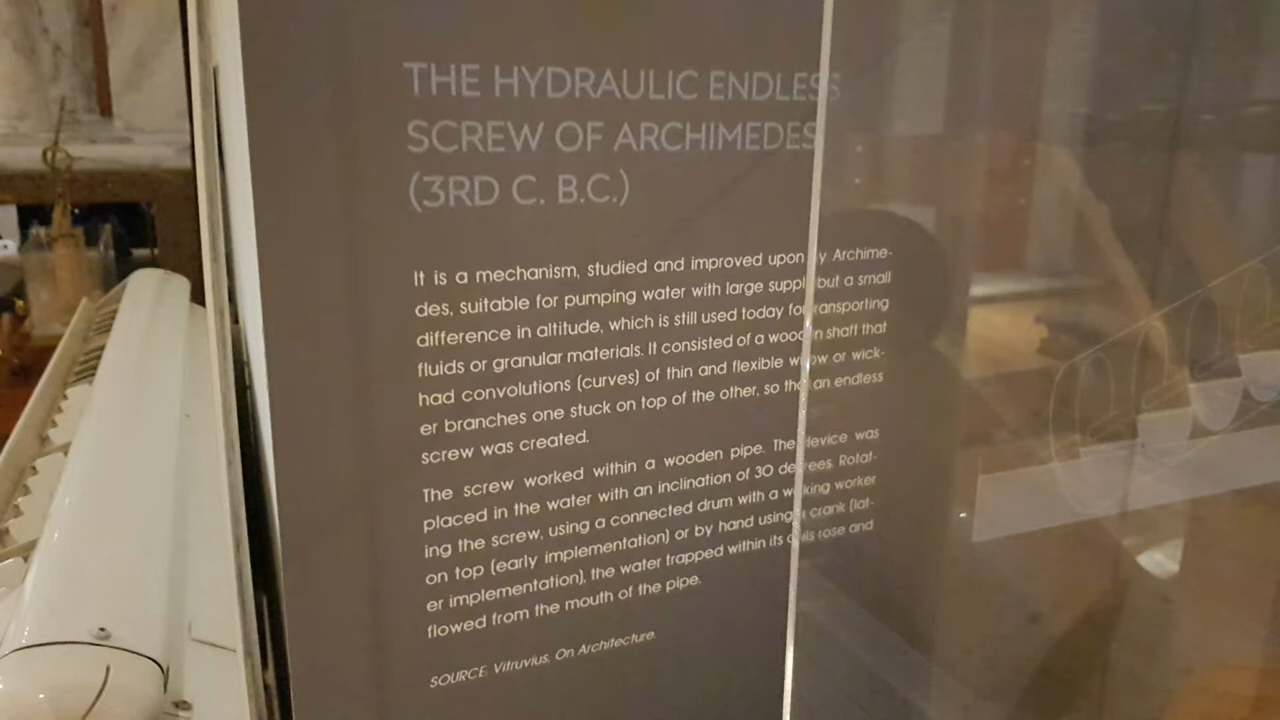 THE HYDRAULIC ENDLESS
SCREW OF ARCHIMEDES
(3RD C. B.C.)
It is a mechanism, studied and improved upon by Archime-
des, suitable for pumping water with large supply but a small
difference in altitude, which is still used today for transporting
fluids or granular materials. It consisted of a wooden shaft that
had convolutions (curves) of thin and flexible willow or wick-
er branches one stuck on top of the other, so that an endless
screw was created.
The screw worked within a wooden pipe. The device was
placed in the water with an inclination of 30 degrees. Rotat-
ing the screw, using a connected drum with a walking worker
on top (early implementation) or by hand using a crank (lat-
er implementation), the water trapped within its coils rose and
flowed from the mouth of the pipe.
SOURCE: Vitruvius, On Architecture.